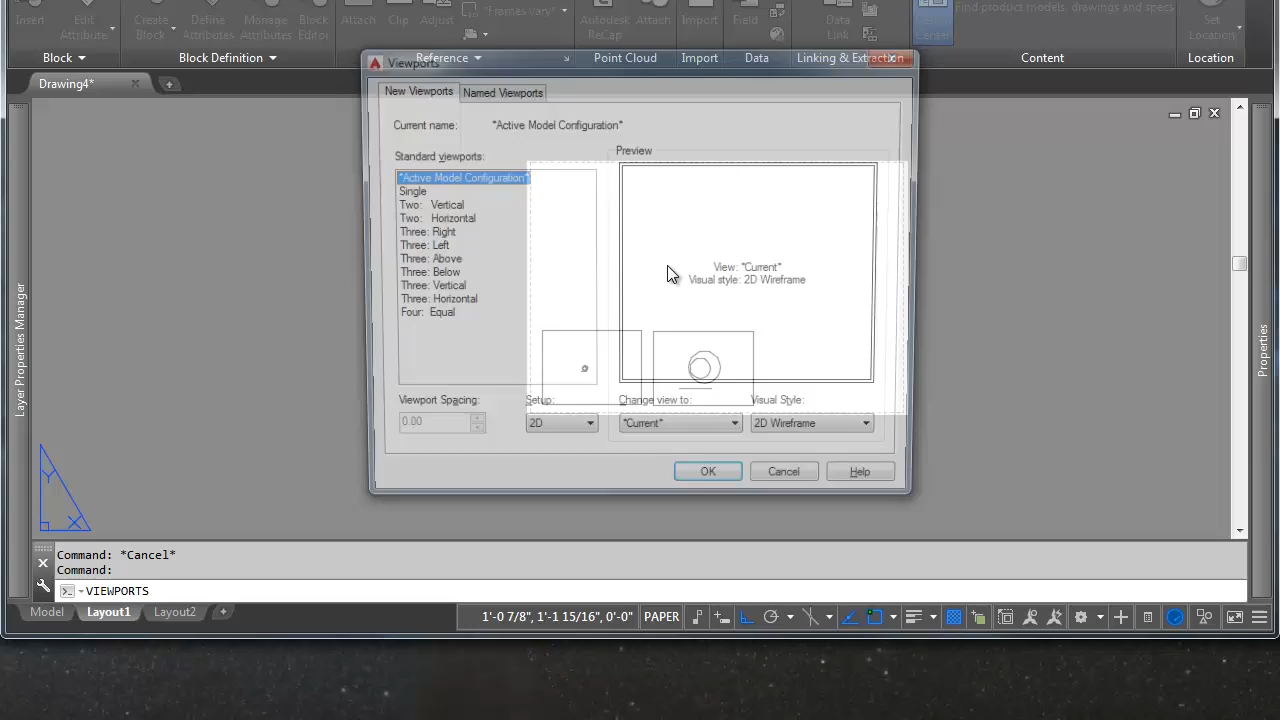 Insert
Edit
Attribute
Create
Block
Define
Attributes
Manage
Attributes
Block
Editor
Attach
Clip
Adjust
*Frames vary*
Autodesk
ReCap
Attach
Import
Field
Data
Link
Center
Find product models, drawings and specs
Set
Location
Block
Block Definition
Reference
Point Cloud
Import
Data
Linking & Extraction
Content
Location
Drawing4*
Viewports
New Viewports
Named Viewports
Current name:
*Active Model Configuration*
Standard viewports:
Preview
*Active Model Configuration*
Single
Two: Vertical
Two: Horizontal
Three: Right
Three: Left
Three: Above
Three: Below
Three: Vertical
Three: Horizontal
Four: Equal
View: *Current*
Visual style: 2D Wireframe
Viewport Spacing:
Setup:
Change view to:
Visual Style:
0.00
2D
*Current*
2D Wireframe
OK
Cancel
Help
Layer Properties Manager
Properties
Y
X
Command: *Cancel*
Command:
VIEWPORTS
Model
Layout1
Layout2
1'-0 7/8", 1'-1 15/16", 0'-0"
PAPER